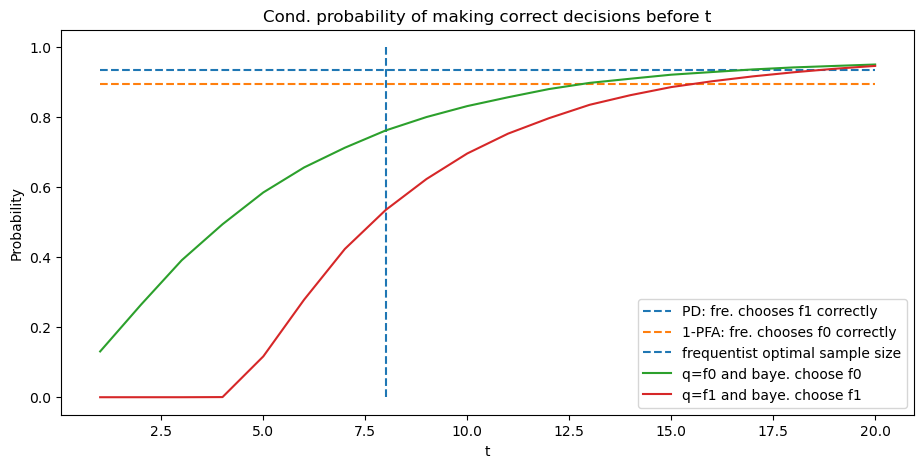 Cond. probability of making correct decisions before t
1.0
0.8
0.6
0.4
0.2
0.0
Probability
PD: fre. chooses f1 correctly
1-PFA: fre. chooses f0 correctly
frequentist optimal sample size
q=f0 and baye. choose f0
q=f1 and baye. choose f1
2.5 5.0 7.5 10.0 12.5 15.0 17.5 20.0
t